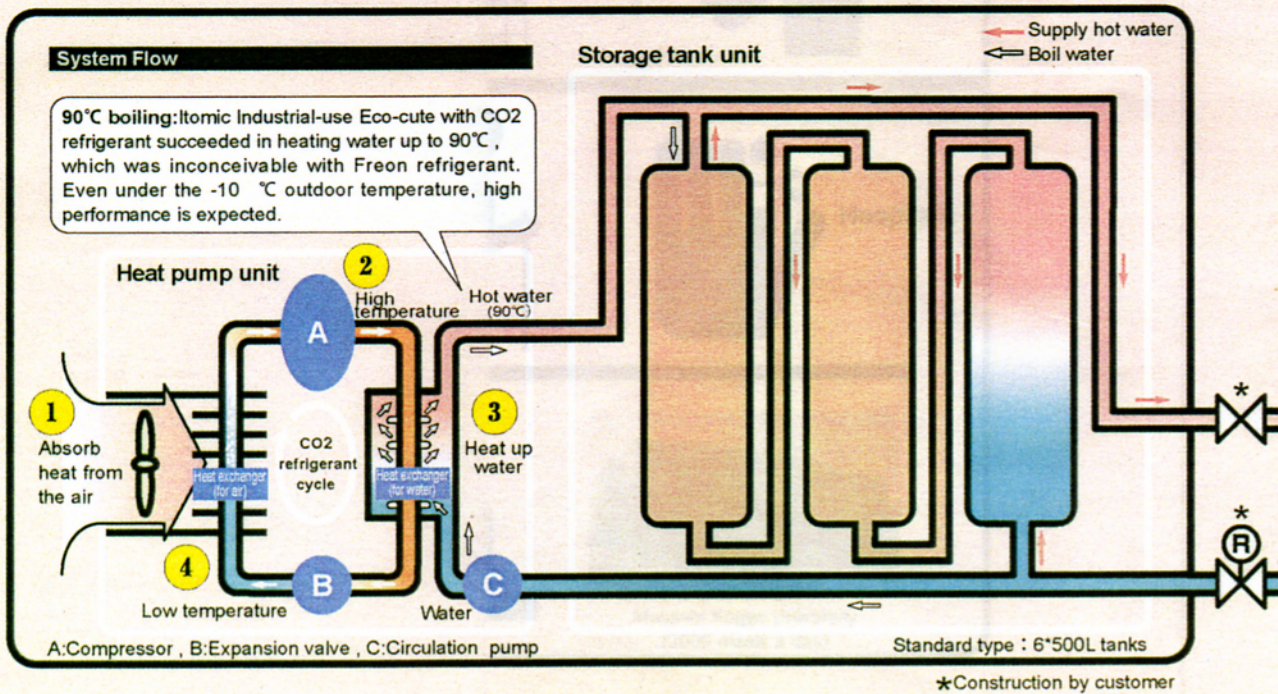 System Flow
Storage tank unit
Supply hot water
Boil water
90℃ boiling:Itomic Industrial-use Eco-cute with CO2
refrigerant succeeded in heating water up to 90℃ ,
which was inconceivable with Freon refrigerant.
Even under the -10 ℃ outdoor temperature, high
performance is expected.
Heat pump unit
2
High
temperature
Hot water
(90℃)
A
1
Absorb
heat from
the air
CO2
refrigerant
cycle
3
Heat up
water
Heat exchanger
(for air)
Heat exchanger
(for water)
4
Low temperature
B
Water
C
*
*
R
A:Compressor , B:Expansion valve , C:Circulation pump
Standard type : 6*500L tanks
*Construction by customer